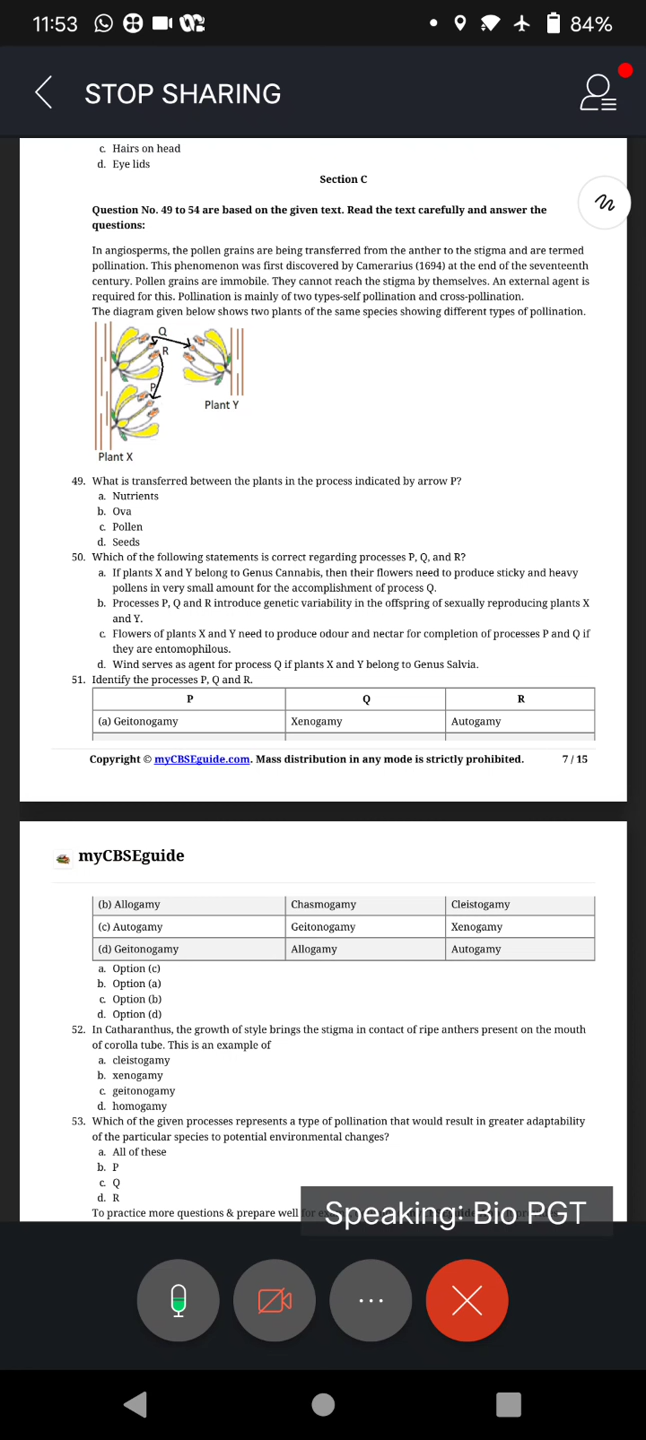 11:53
84%
STOP SHARING
c. Hairs on head
d. Eye lids
Section C
Question No. 49 to 54 are based on the given text. Read the text carefully and answer the
questions:
In angiosperms, the pollen grains are being transferred from the anther to the stigma and are termed
pollination. This phenomenon was first discovered by Camerarius (1694) at the end of the seventeenth
century. Pollen grains are immobile. They cannot reach the stigma by themselves. An external agent is
required for this. Pollination is mainly of two types-self pollination and cross-pollination.
The diagram given below shows two plants of the same species showing different types of pollination.
Q
R
P
Plant Y
Plant X
49. What is transferred between the plants in the process indicated by arrow P?
a. Nutrients
b. Ova
c. Pollen
d. Seeds
50. Which of the following statements is correct regarding processes P, Q, and R?
a. If plants X and Y belong to Genus Cannabis, then their flowers need to produce sticky and heavy
pollens in very small amount for the accomplishment of process Q.
b. Processes P, Q and R introduce genetic variability in the offspring of sexually reproducing plants X
and Y.
c. Flowers of plants X and Y need to produce odour and nectar for completion of processes P and Q if
they are entomophilous.
d. Wind serves as agent for process Q if plants X and Y belong to Genus Salvia.
51. Identify the processes P, Q and R.
P Q R
(a) Geitonogamy Xenogamy Autogamy
Copyright © myCBSEguide.com. Mass distribution in any mode is strictly prohibited. 7 / 15
myCBSEguide
(b) Allogamy Chasmogamy Cleistogamy
(c) Autogamy Geitonogamy Xenogamy
(d) Geitonogamy Allogamy Autogamy
a. Option (c)
b. Option (a)
c. Option (b)
d. Option (d)
52. In Catharanthus, the growth of style brings the stigma in contact of ripe anthers present on the mouth
of corolla tube. This is an example of
a. cleistogamy
b. xenogamy
c. geitonogamy
d. homogamy
53. Which of the given processes represents a type of pollination that would result in greater adaptability
of the particular species to potential environmental changes?
a. All of these
b. P
c. Q
d. R
To practice more questions & prepare well for
Speaking: Bio PGT